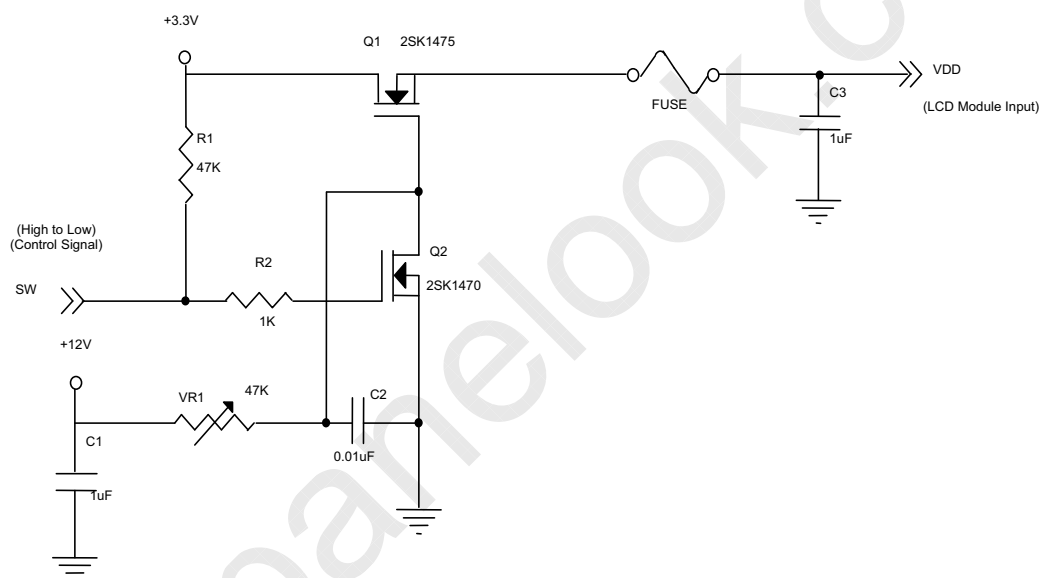 +3.3V
Q1 2SK1475
FUSE
VDD
(LCD Module Input)
C3
1uF
R1
47K
(High to Low)
(Control Signal)
SW
R2
1K
Q2
2SK1470
+12V
VR1
47K
C2
0.01uF
C1
1uF
panelook.c